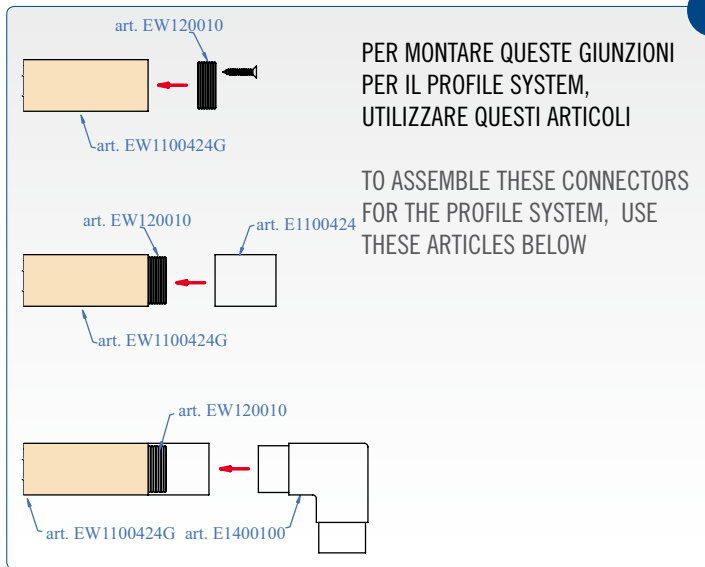 art. EW120010
art. EW1100424G
PER MONTARE QUESTE GIUNZIONI
PER IL PROFILE SYSTEM,
UTILIZZARE QUESTI ARTICOLI
TO ASSEMBLE THESE CONNECTORS
FOR THE PROFILE SYSTEM, USE
THESE ARTICLES BELOW
art. EW120010
art. E1100424
art. EW1100424G
art. EW120010
art. EW1100424G art. E1400100